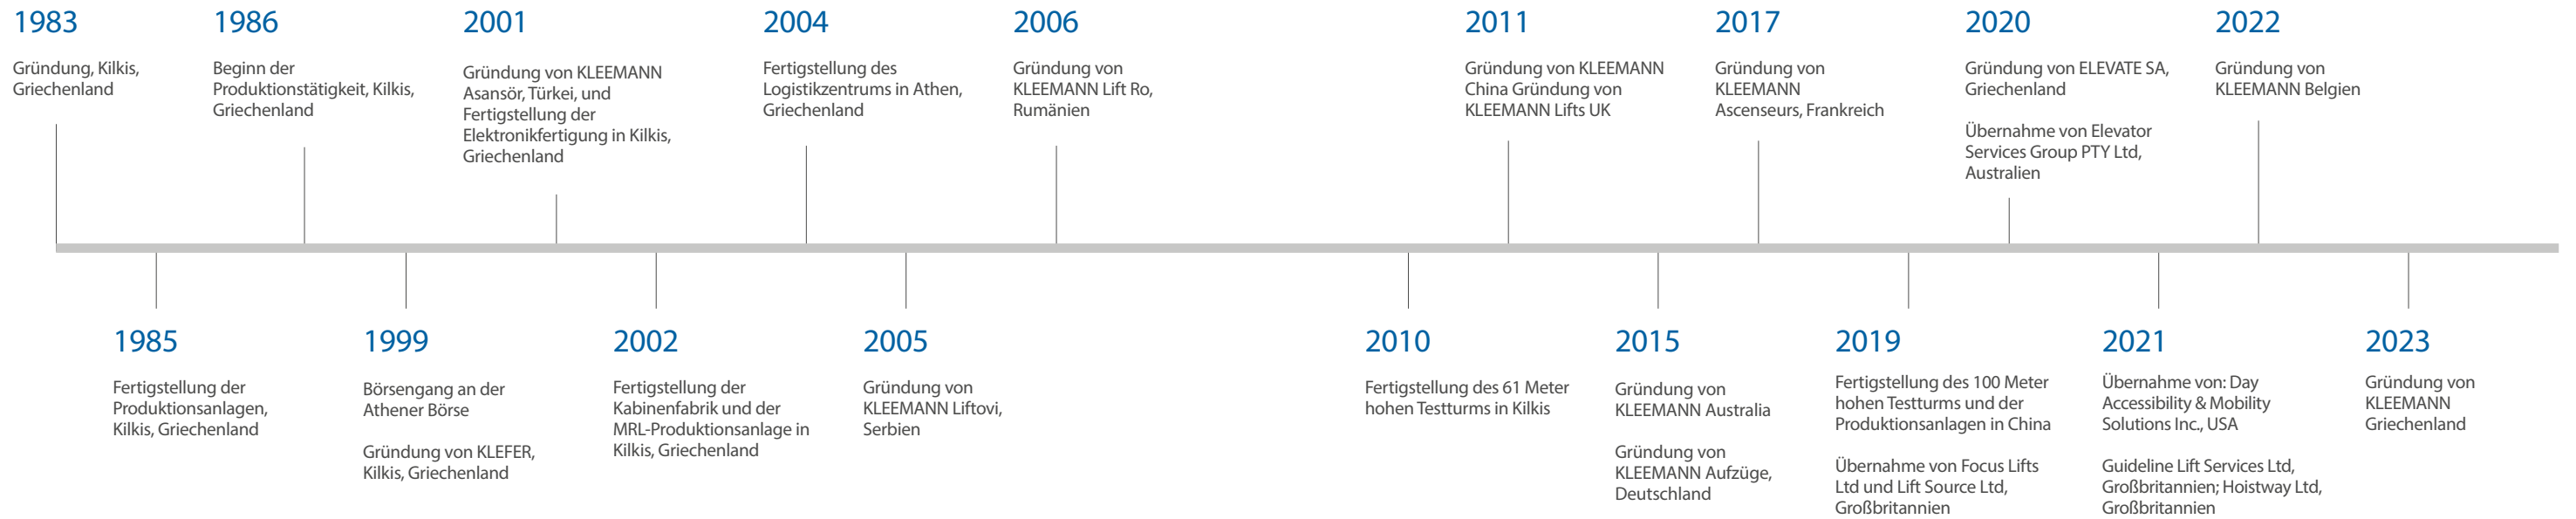 1983
Gründung, Kilkis,
Griechenland
1986
Beginn der
Produktionstätigkeit, Kilkis,
Griechenland
2001
Gründung von KLEEMANN
Asansör, Türkei, und
Fertigstellung der
Elektronikfertigung in Kilkis,
Griechenland
2004
Fertigstellung des
Logistikzentrums in Athen,
Griechenland
2006
Gründung von
KLEEMANN Lift Ro,
Rumänien
2011
Gründung von KLEEMANN
China Gründung von
KLEEMANN Lifts UK
2017
Gründung von
KLEEMANN
Ascenseurs, Frankreich
2020
Gründung von ELEVATE SA,
Griechenland
Übernahme von Elevator
Services Group PTY Ltd,
Australien
2022
Gründung von
KLEEMANN Belgien
1985
Fertigstellung der
Produktionsanlagen,
Kilkis, Griechenland
1999
Börsengang an der
Athener Börse
Gründung von KLEFER,
Kilkis, Griechenland
2002
Fertigstellung der
Kabinenfabrik und der
MRL-Produktionsanlage in
Kilkis, Griechenland
2005
Gründung von
KLEEMANN Liftovi,
Serbien
2010
Fertigstellung des 61 Meter
hohen Testturms in Kilkis
2015
Gründung von
KLEEMANN Australia
Gründung von
KLEEMANN Aufzüge,
Deutschland
2019
Fertigstellung des 100 Meter
hohen Testturms und der
Produktionsanlagen in China
Übernahme von Focus Lifts
Ltd und Lift Source Ltd,
Großbritannien
2021
Übernahme von: Day
Accessibility & Mobility
Solutions Inc., USA
Guideline Lift Services Ltd,
Großbritannien; Hoistway Ltd,
Großbritannien
2023
Gründung von
KLEEMANN
Griechenland